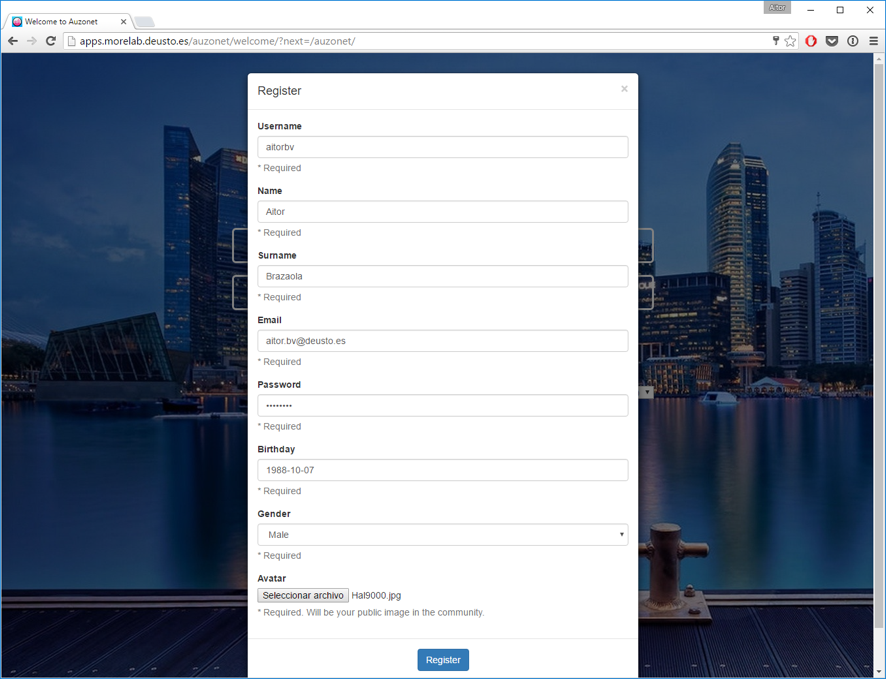 Aitor
Welcome to Auzonet
apps.morelab.deusto.es/auzonet/welcome/?next=/auzonet/
Register
×
Username
aitorbv
* Required
Name
Aitor
* Required
Surname
Brazaola
* Required
Email
aitor.bv@deusto.es
* Required
Password
••••••••
* Required
Birthday
1988-10-07
* Required
Gender
Male
* Required
Avatar
Seleccionar archivo Hal9000.jpg
* Required. Will be your public image in the community.
Register